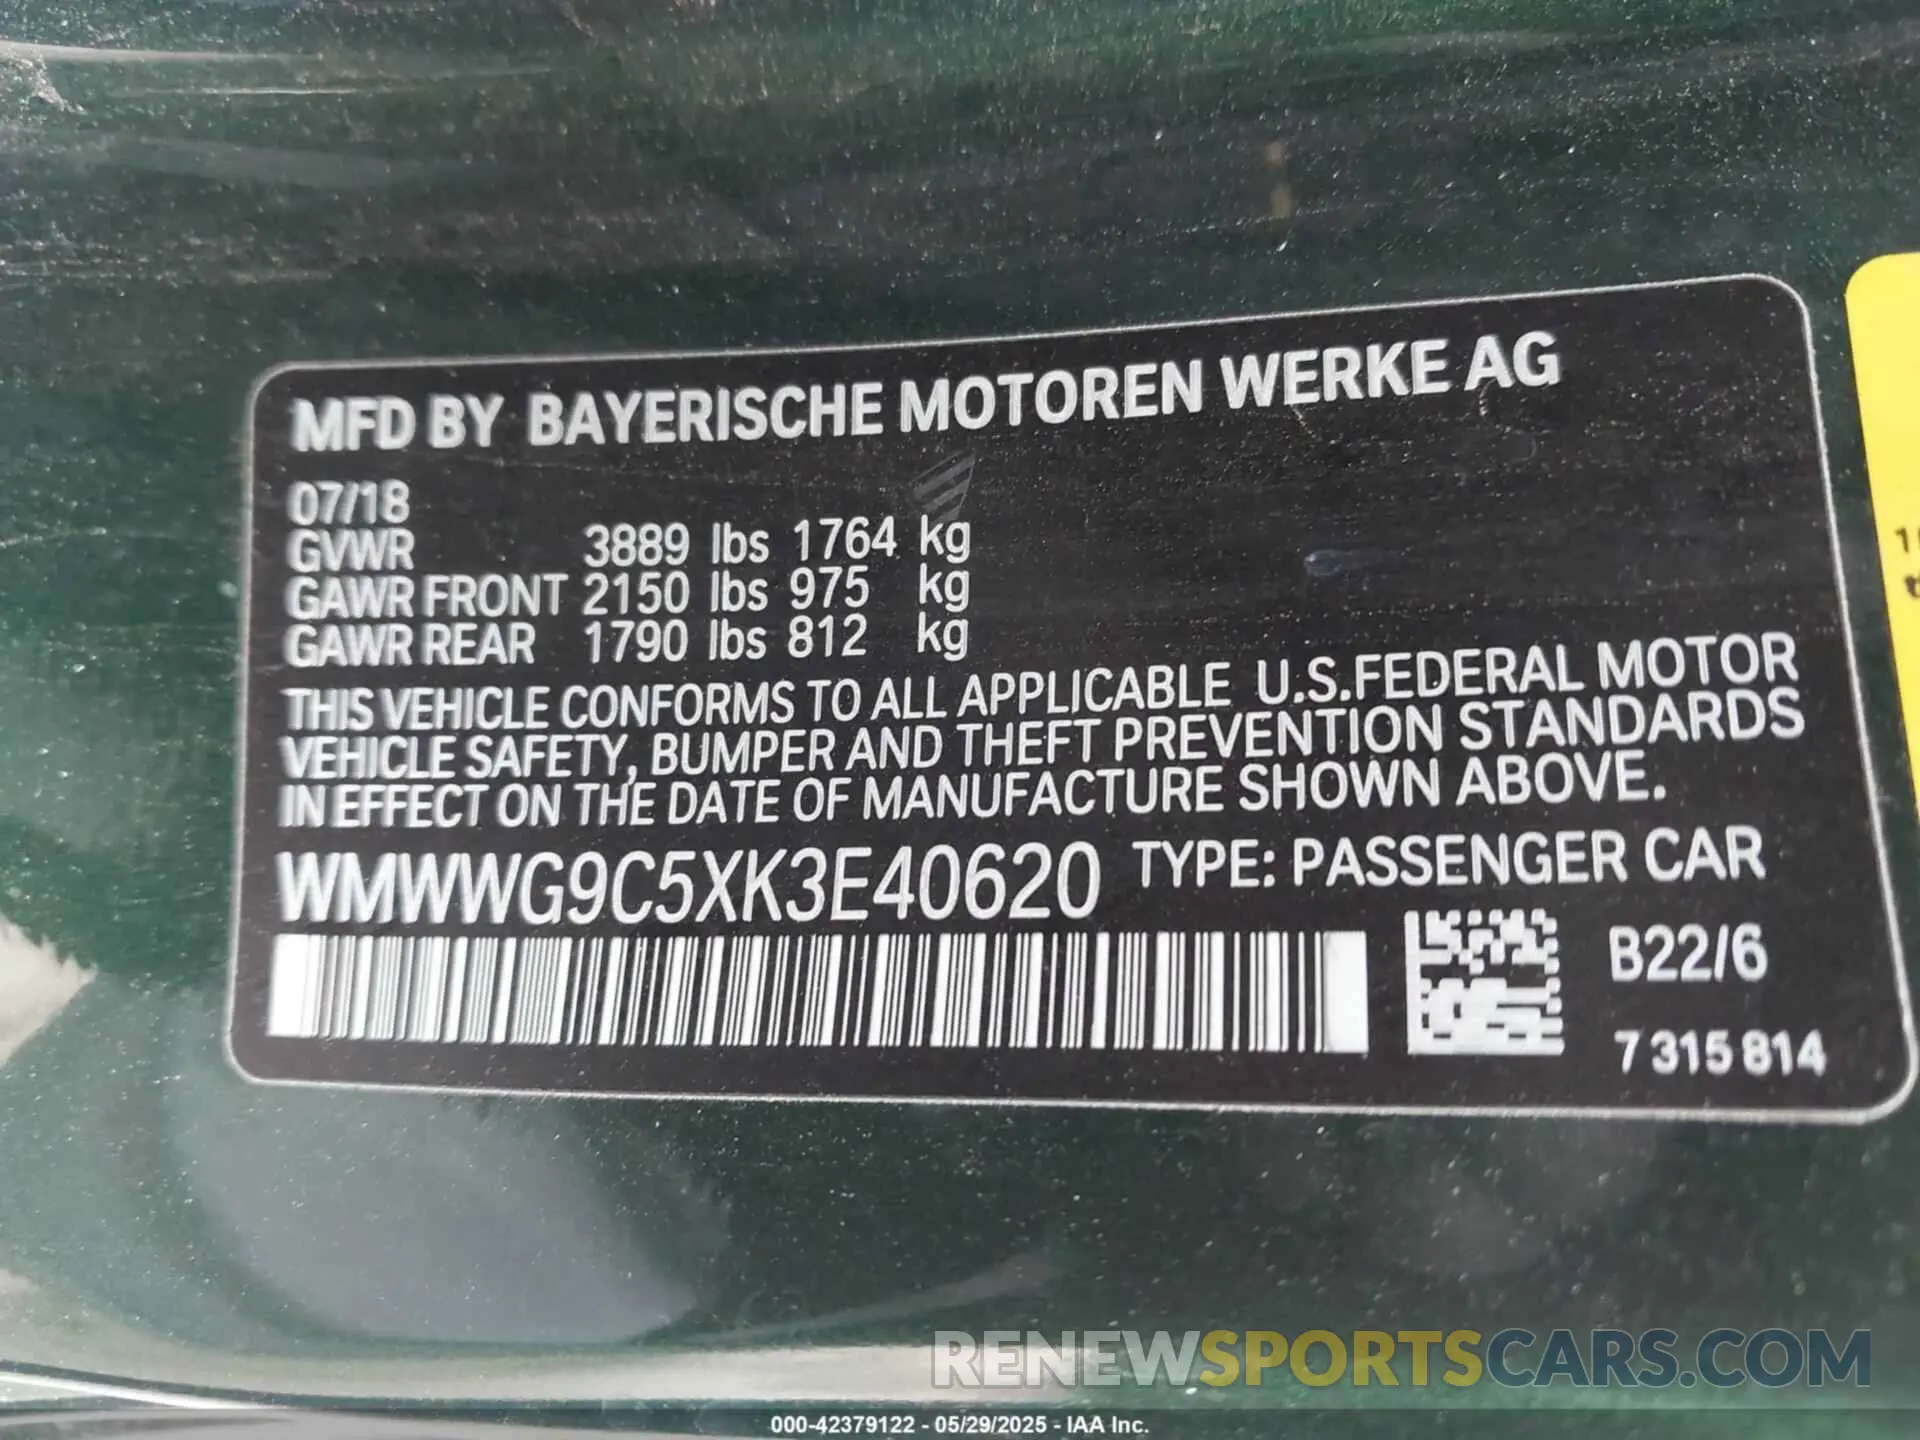 MFD BY BAYERISCHE MOTOREN WERKE AG
07/18
GVWR 3889 lbs 1764 kg
GAWR FRONT 2150 lbs 975 kg
GAWR REAR 1790 lbs 812 kg
THIS VEHICLE CONFORMS TO ALL APPLICABLE U.S.FEDERAL MOTOR
VEHICLE SAFETY, BUMPER AND THEFT PREVENTION STANDARDS
IN EFFECT ON THE DATE OF MANUFACTURE SHOWN ABOVE.
WMWWG9C5XK3E40620 TYPE: PASSENGER CAR
B22/6
7 315 814
RENEWSPORTSCARS.COM
000-42379122 - 05/29/2025 - IAA Inc.